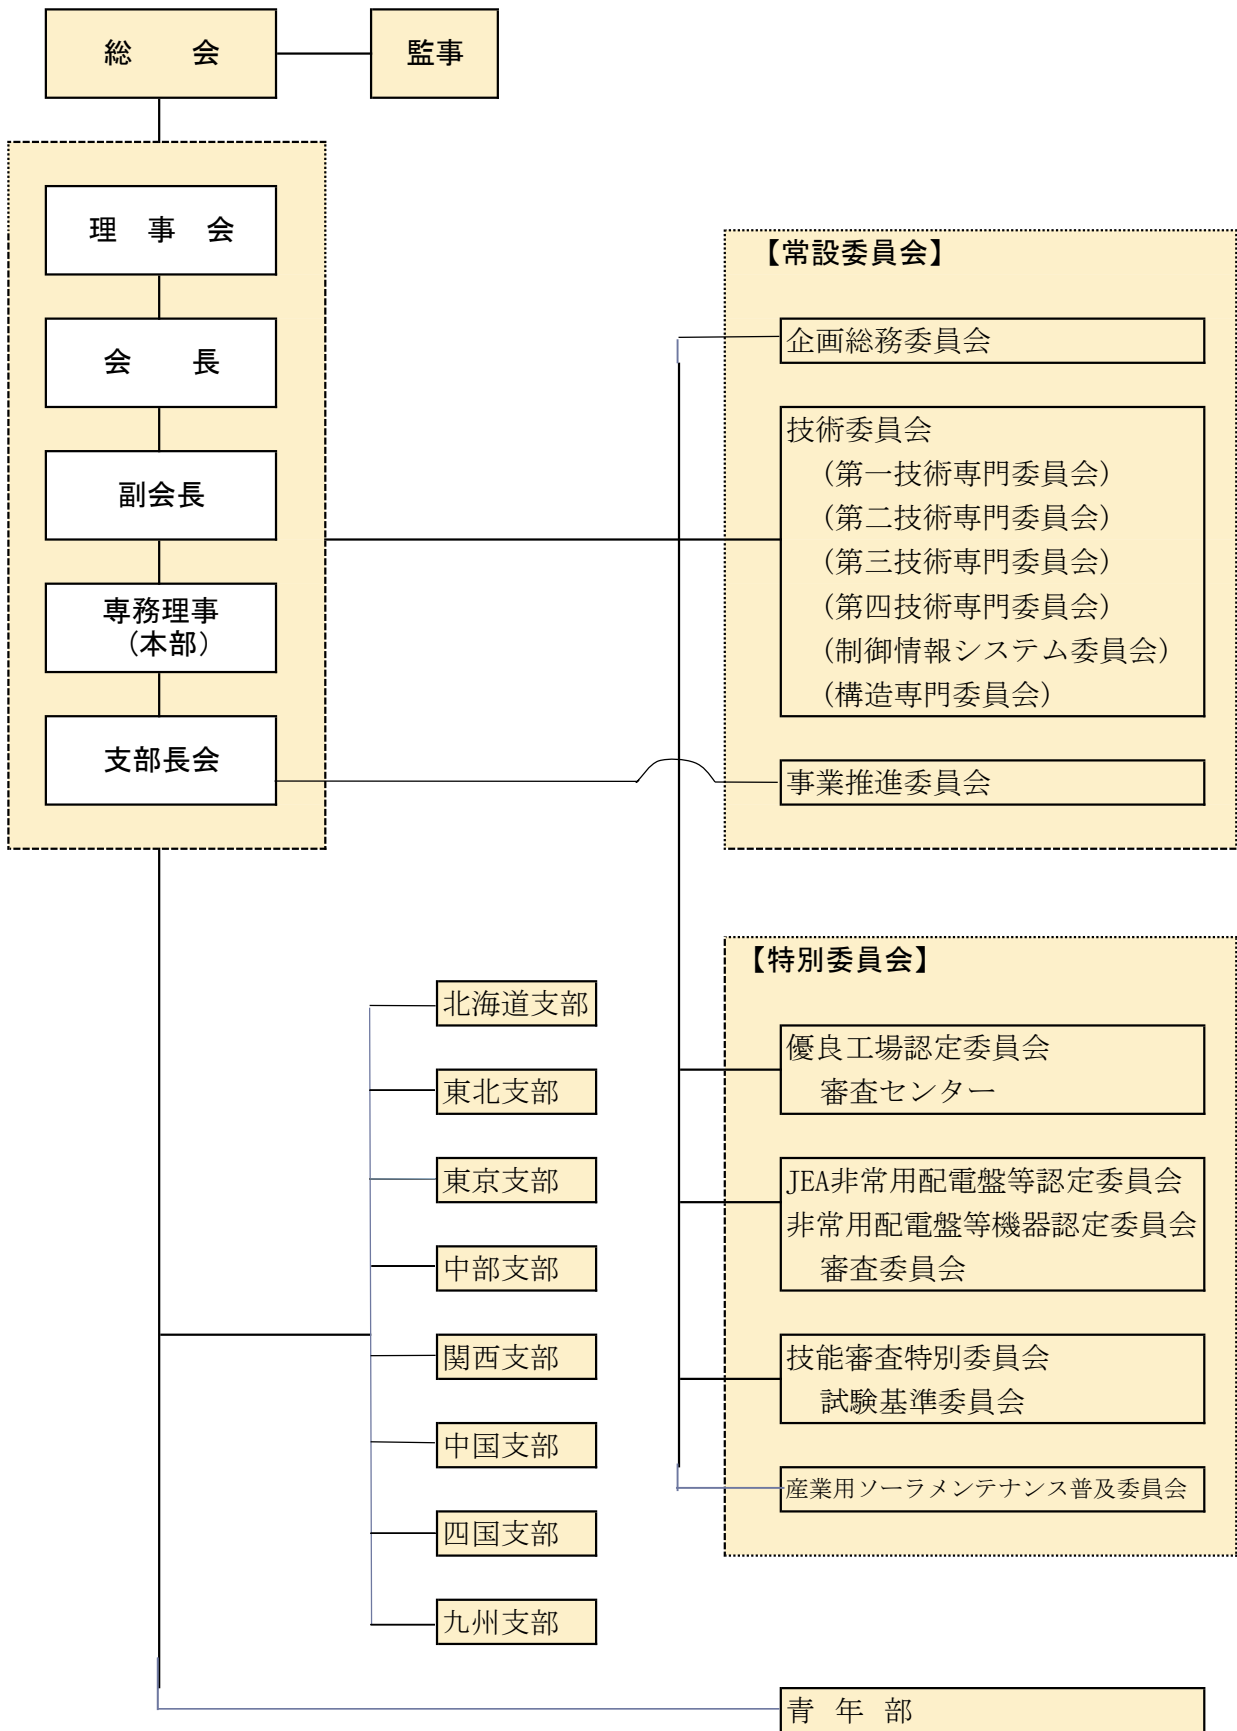 総　会
監事
理　事　会
会　長
副会長
専務理事
（本部）
支部長会
【常設委員会】
企画総務委員会
技術委員会
（第一技術専門委員会）
（第二技術専門委員会）
（第三技術専門委員会）
（第四技術専門委員会）
（制御情報システム委員会）
（構造専門委員会）
事業推進委員会
【特別委員会】
優良工場認定委員会
審査センター
JEA非常用配電盤等認定委員会
非常用配電盤等機器認定委員会
審査委員会
技能審査特別委員会
試験基準委員会
産業用ソーラメンテナンス普及委員会
北海道支部
東北支部
東京支部
中部支部
関西支部
中国支部
四国支部
九州支部
青　年　部